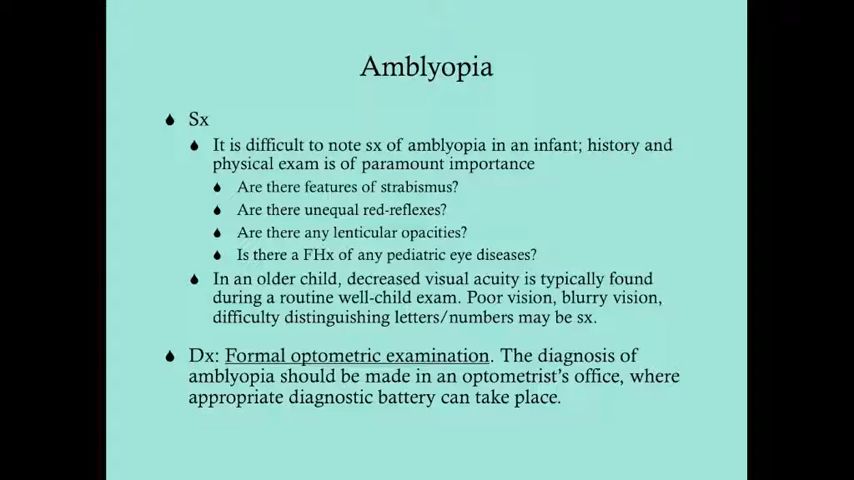 Amblyopia
Sx
It is difficult to note sx of amblyopia in an infant; history and
physical exam is of paramount importance
Are there features of strabismus?
Are there unequal red-reflexes?
Are there any lenticular opacities?
Is there a FHx of any pediatric eye diseases?
In an older child, decreased visual acuity is typically found
during a routine well-child exam. Poor vision, blurry vision,
difficulty distinguishing letters/numbers may be sx.
Dx: Formal optometric examination. The diagnosis of
amblyopia should be made in an optometrist's office, where
appropriate diagnostic battery can take place.